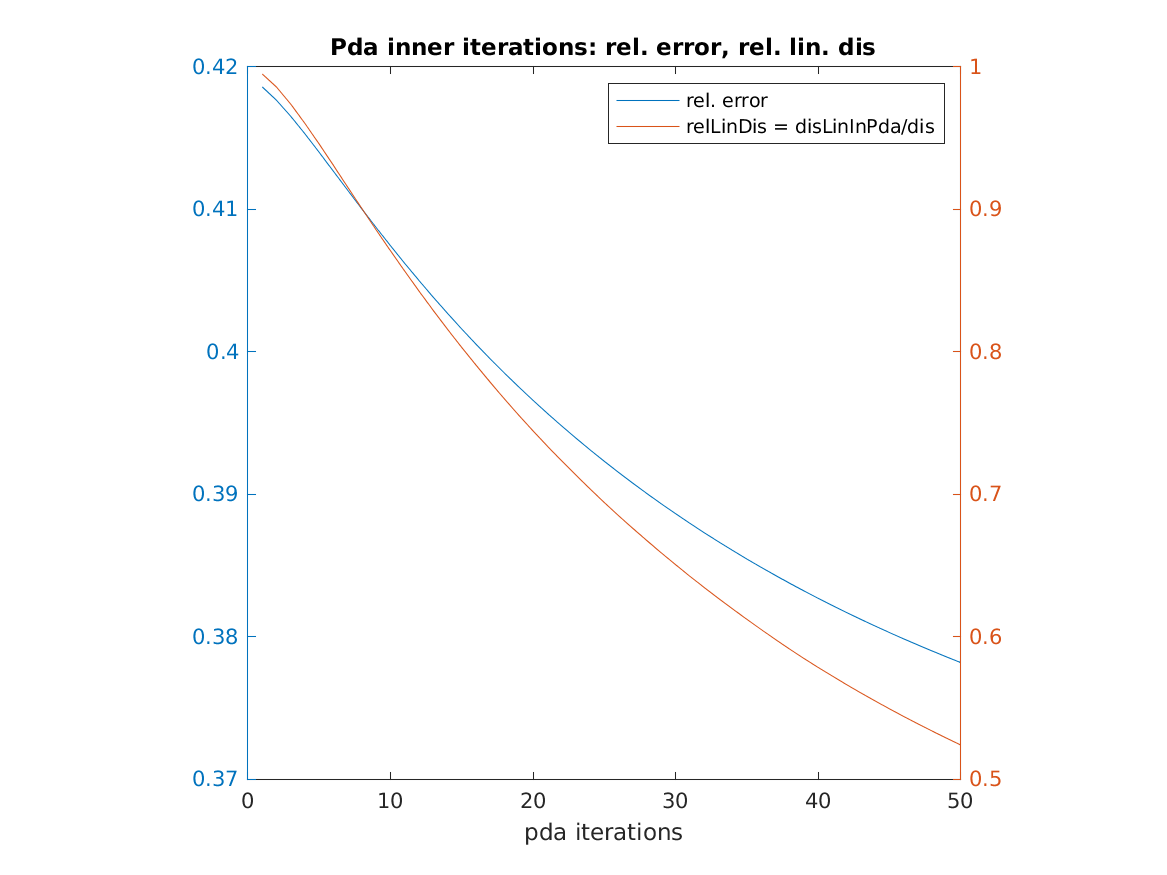 Pda inner iterations: rel. error, rel. lin. dis
0.42
0.41
0.4
0.39
0.38
0.37
1
0.9
0.8
0.7
0.6
0.5
rel. error
relLinDis = disLinInPda/dis
0 10 20 30 40 50
pda iterations